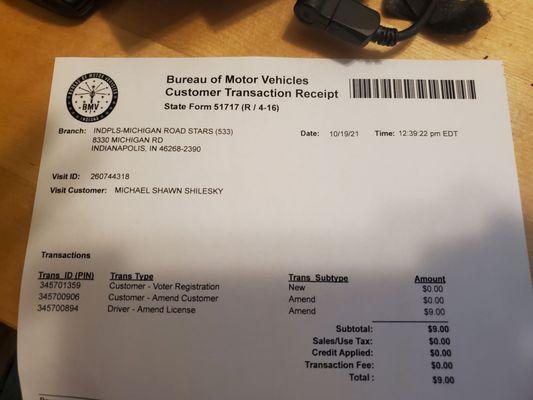 Bureau of Motor Vehicles
Customer Transaction Receipt
State Form 51717 (R / 4-16)
BMV
Branch: INDPLS-MICHIGAN ROAD STARS (533) Date: 10/19/21 Time: 12:39:22 pm EDT
8330 MICHIGAN RD
INDIANAPOLIS, IN 46268-2390
Visit ID: 260744318
Visit Customer: MICHAEL SHAWN SHILESKY
Transactions
Trans_ID (PIN) Trans Type Trans_Subtype Amount
345701359 Customer - Voter Registration New $0.00
345700906 Customer - Amend Customer Amend $0.00
345700894 Driver - Amend License Amend $9.00
Subtotal: $9.00
Sales/Use Tax: $0.00
Credit Applied: $0.00
Transaction Fee: $0.00
Total : $9.00